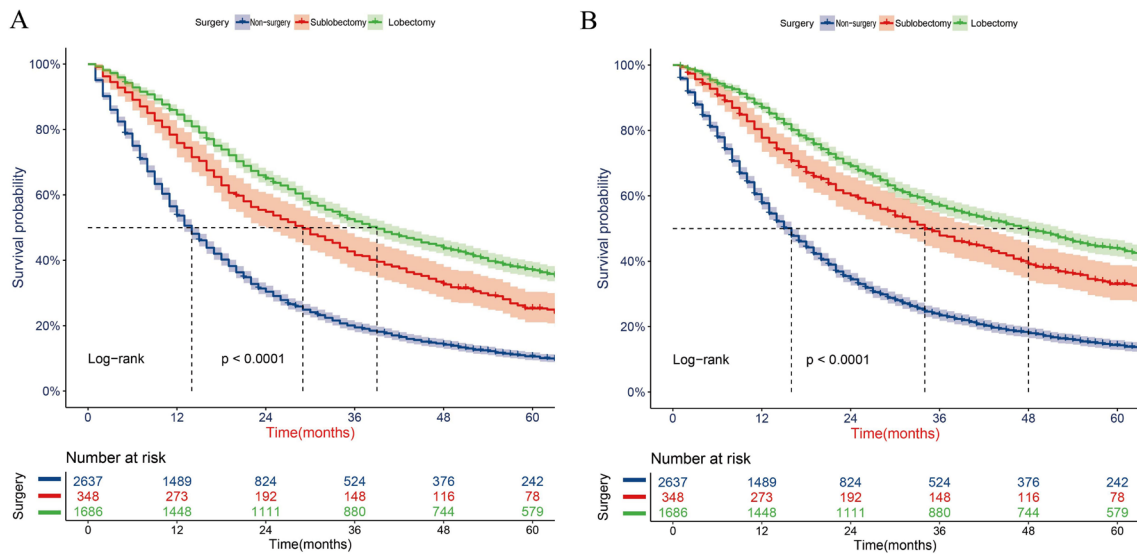 A
Surgery Non-surgery Sublobectomy Lobectomy
100%
80%
60%
40%
20%
0%
Survival probability
Log-rank p < 0.0001
0 12 24 36 48 60
Time(months)
Number at risk
Surgery
2637 1489 824 524 376 242
348 273 192 148 116 78
1686 1448 1111 880 744 579
0 12 24 36 48 60
Time(months)
B
Surgery Non-surgery Sublobectomy Lobectomy
100%
80%
60%
40%
20%
0%
Survival probability
Log-rank p < 0.0001
0 12 24 36 48 60
Time(months)
Number at risk
Surgery
2637 1489 824 524 376 242
348 273 192 148 116 78
1686 1448 1111 880 744 579
0 12 24 36 48 60
Time(months)